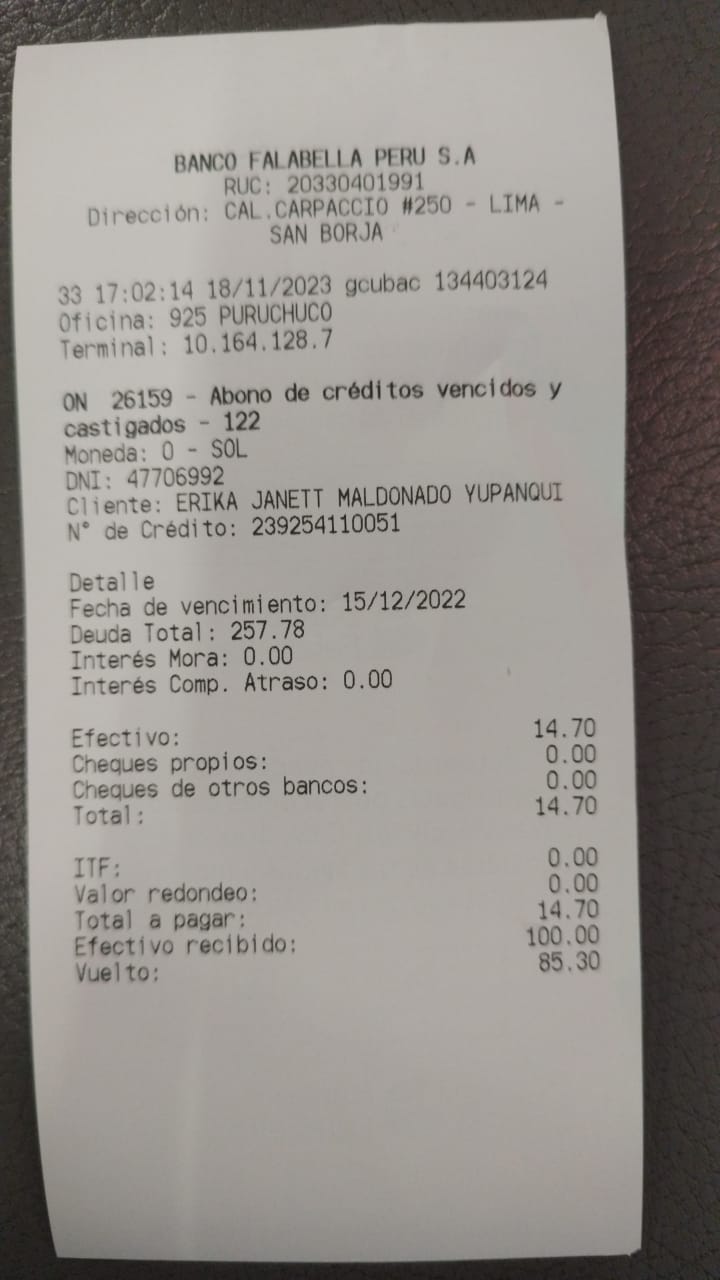 BANCO FALABELLA PERU S.A
RUC: 20330401991
Dirección: CAL.CARPACCIO #250 - LIMA -
SAN BORJA
33 17:02:14 18/11/2023 gcubac 134403124
Oficina: 925 PURUCHUCO
Terminal: 10.164.128.7
ON 26159 - Abono de créditos vencidos y
castigados - 122
Moneda: 0 - SOL
DNI: 47706992
Cliente: ERIKA JANETT MALDONADO YUPANQUI
N° de Crédito: 239254110051
Detalle
Fecha de vencimiento: 15/12/2022
Deuda Total: 257.78
Interés Mora: 0.00
Interés Comp. Atraso: 0.00
Efectivo: 14.70
Cheques propios: 0.00
Cheques de otros bancos: 0.00
Total: 14.70
ITF: 0.00
Valor redondeo: 0.00
Total a pagar: 14.70
Efectivo recibido: 100.00
Vuelto: 85.30